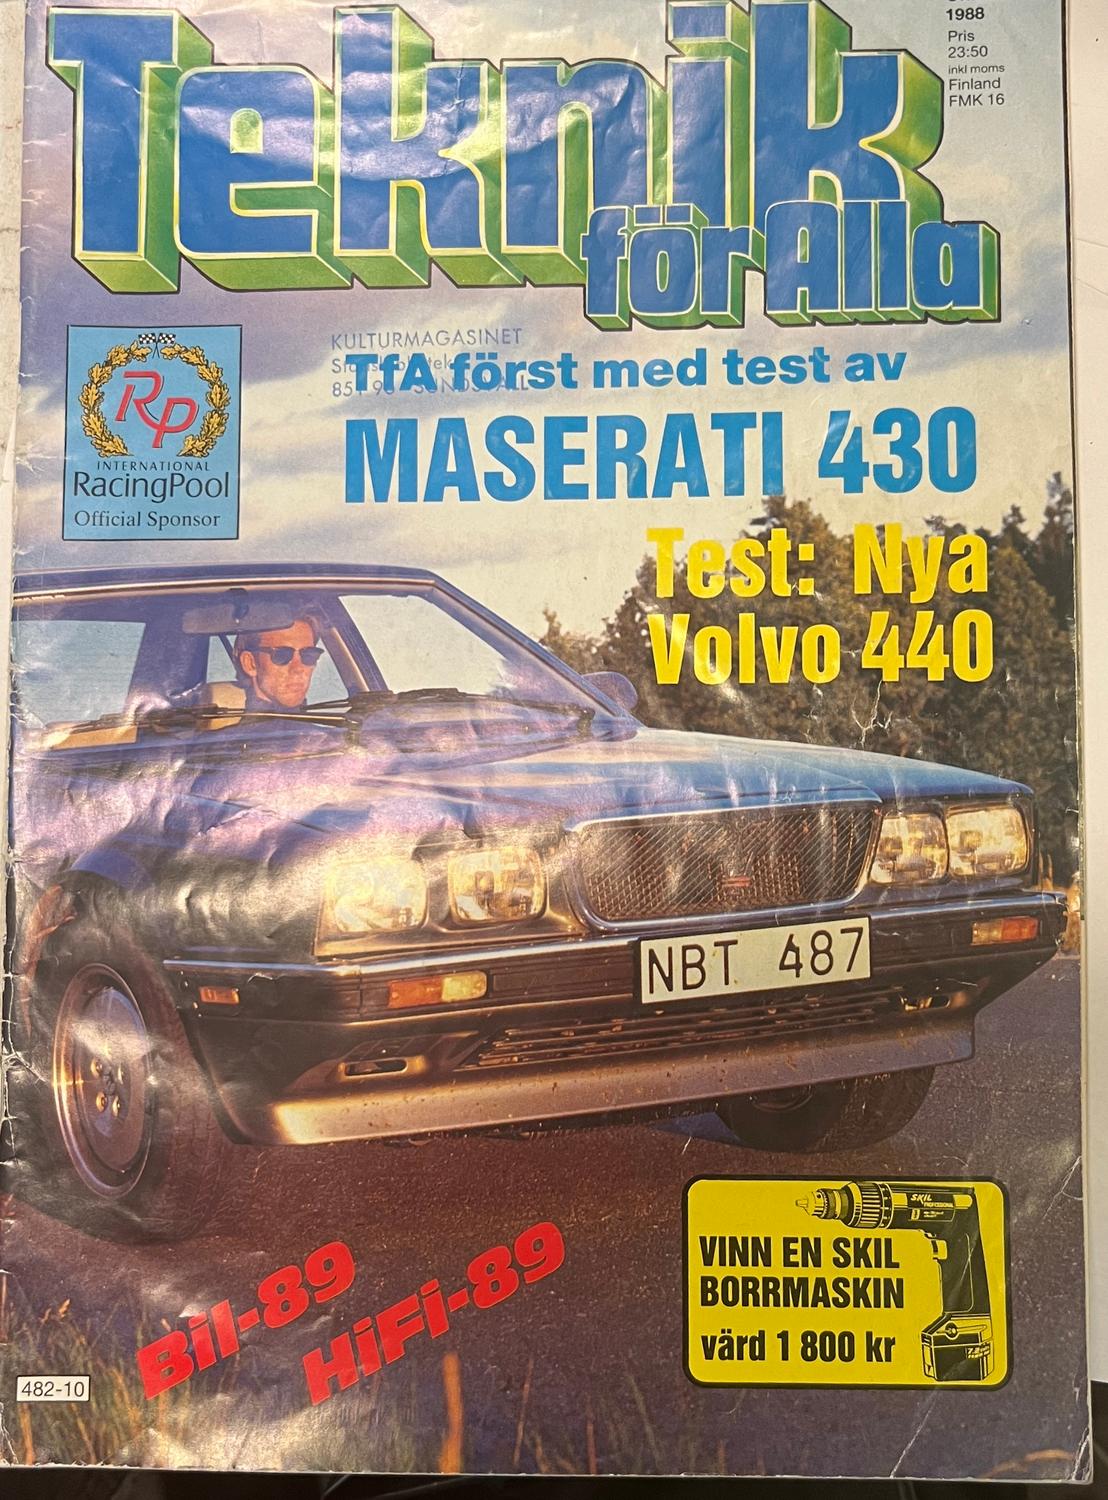 Teknik
för Alla
1988
Pris
23:50
inkl moms
Finland
FMK 16
RP
INTERNATIONAL
RacingPool
Official Sponsor
KULTURMAGASINET
TfA först med test av
MASERATI 430
Test: Nya
Volvo 440
NBT 487
Bil-89
HiFi-89
SKIL
VINN EN SKIL
BORRMASKIN
värd 1 800 kr
482-10